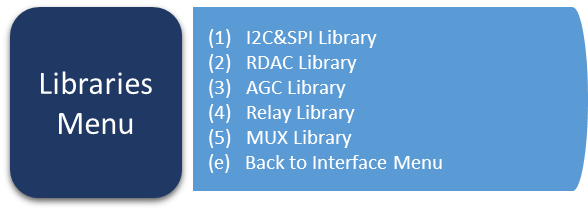 Libraries
Menu
(1) I2C&SPI Library
(2) RDAC Library
(3) AGC Library
(4) Relay Library
(5) MUX Library
(e) Back to Interface Menu